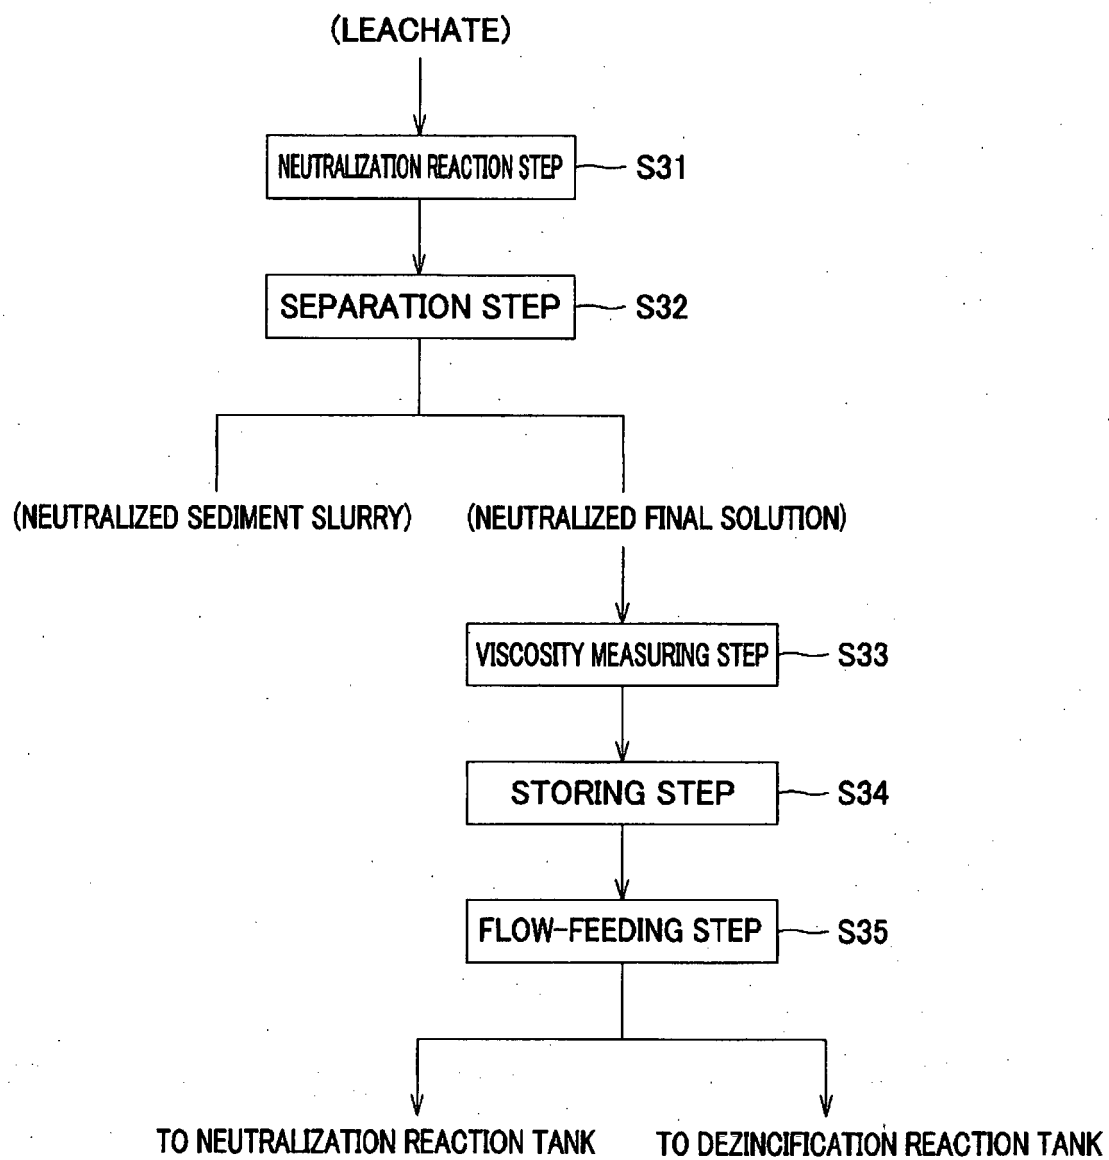 (LEACHATE)
NEUTRALIZATION REACTION STEP S31
SEPARATION STEP S32
(NEUTRALIZED SEDIMENT SLURRY) (NEUTRALIZED FINAL SOLUTION)
VISCOSITY MEASURING STEP S33
STORING STEP S34
FLOW-FEEDING STEP S35
TO NEUTRALIZATION REACTION TANK TO DEZINCIFICATION REACTION TANK